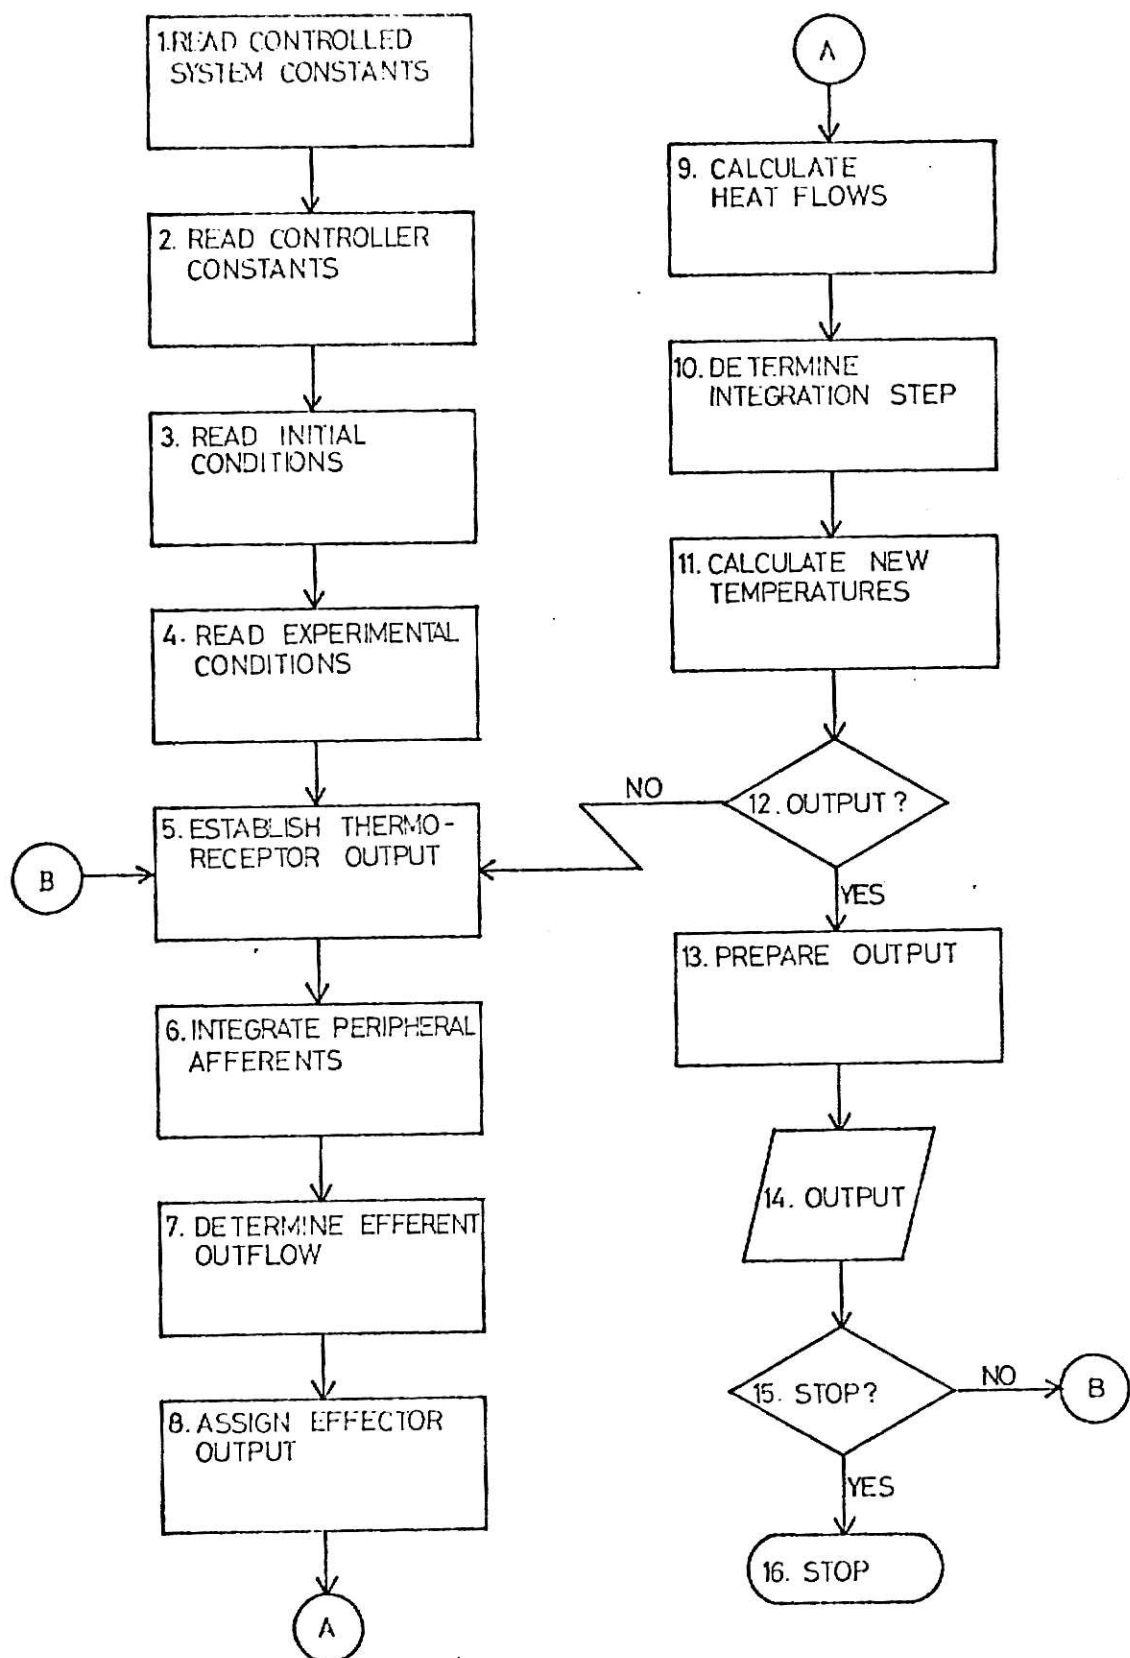 1.READ CONTROLLED
SYSTEM CONSTANTS
2. READ CONTROLLER
CONSTANTS
3. READ INITIAL
CONDITIONS
4. READ EXPERIMENTAL
CONDITIONS
B
5. ESTABLISH THERMO-
RECEPTOR OUTPUT
6. INTEGRATE PERIPHERAL
AFFERENTS
7. DETERMINE EFFERENT
OUTFLOW
8. ASSIGN EFFECTOR
OUTPUT
A
A
9. CALCULATE
HEAT FLOWS
10. DETERMINE
INTEGRATION STEP
11. CALCULATE NEW
TEMPERATURES
NO
12. OUTPUT?
YES
13. PREPARE OUTPUT
14. OUTPUT
15. STOP?
NO
B
YES
16. STOP